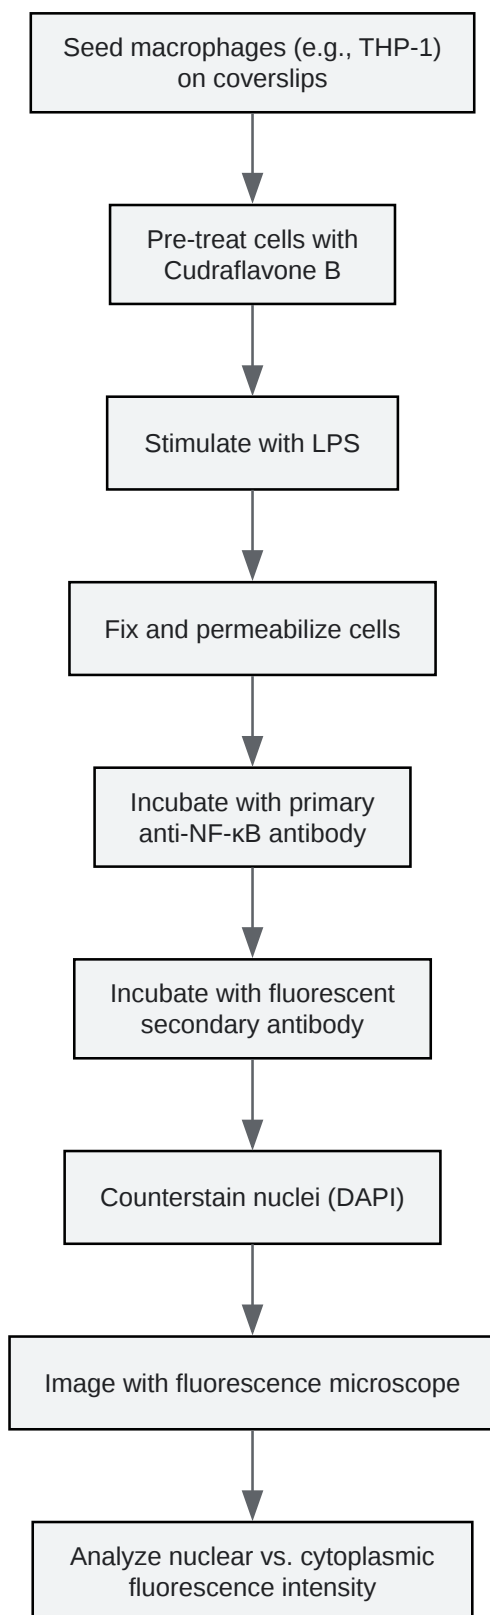 Seed macrophages (e.g., THP-1)
on coverslips
Pre-treat cells with
Cudraflavone B
Stimulate with LPS
Fix and permeabilize cells
Incubate with primary
anti-NF-κB antibody
Incubate with fluorescent
secondary antibody
Counterstain nuclei (DAPI)
Image with fluorescence microscope
Analyze nuclear vs. cytoplasmic
fluorescence intensity